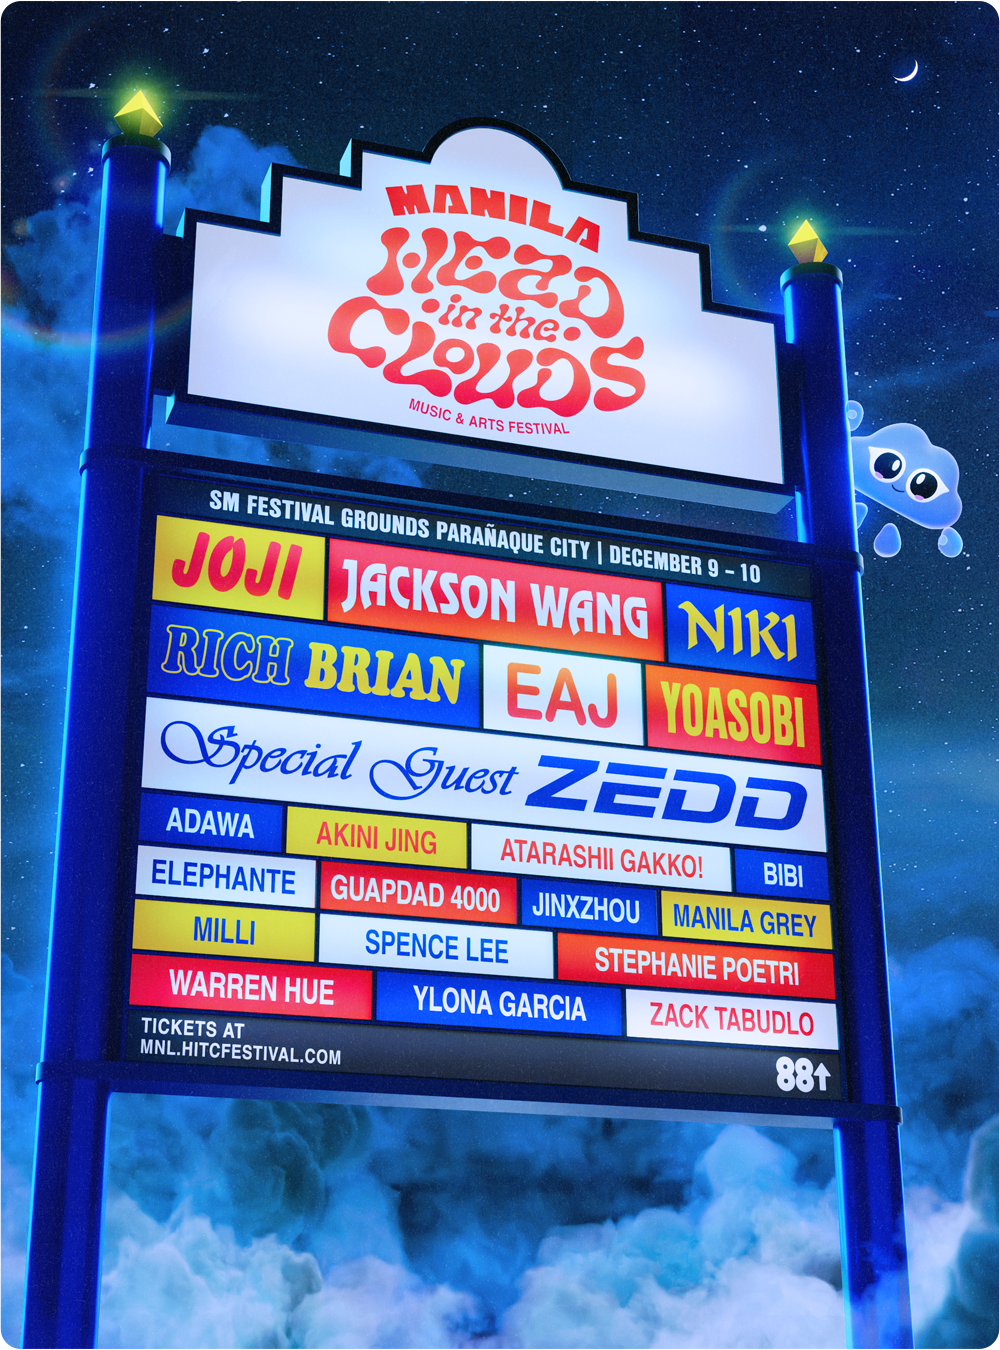 MANILA
HEAD
in the
CLOUDS
MUSIC & ARTS FESTIVAL
SM FESTIVAL GROUNDS PARAÑAQUE CITY | DECEMBER 9 – 10
JOJI JACKSON WANG NIKI
RICH BRIAN EAJ YOASOBI
Special Guest ZEDD
ADAWA AKINI JING ATARASHII GAKKO! BIBI
ELEPHANTE GUAPDAD 4000 JINXZHOU MANILA GREY
MILLI SPENCE LEE STEPHANIE POETRI
WARREN HUE YLONA GARCIA ZACK TABUDLO
TICKETS AT
MNL.HITCFESTIVAL.COM
88↑